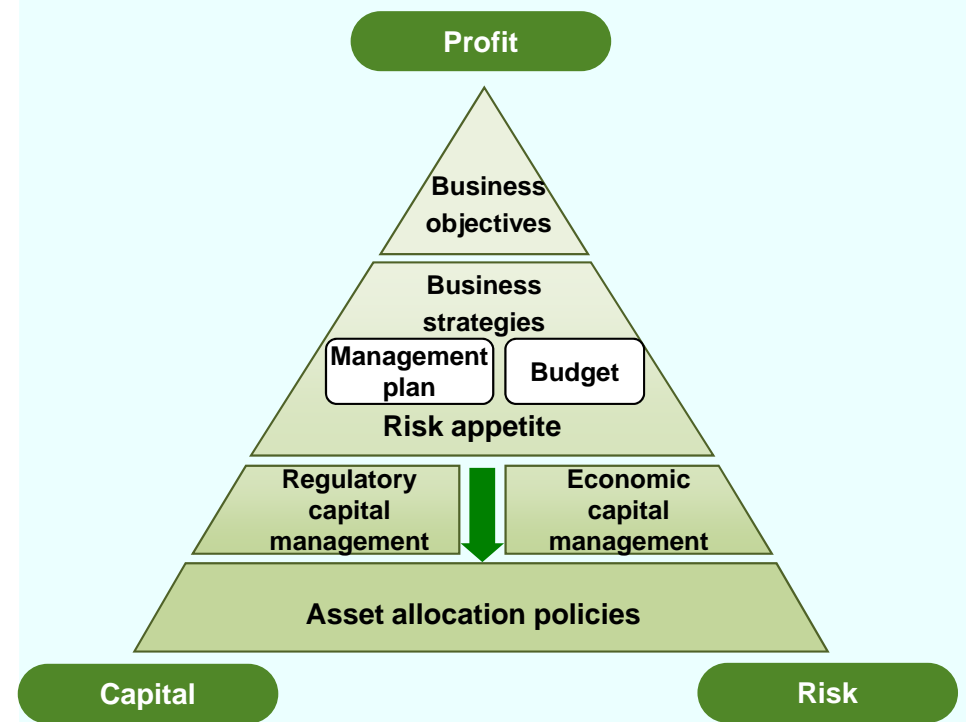 Profit
Business
objectives
Business
strategies
Management
plan
Budget
Risk appetite
Regulatory
capital
management
Economic
capital
management
Asset allocation policies
Capital
Risk